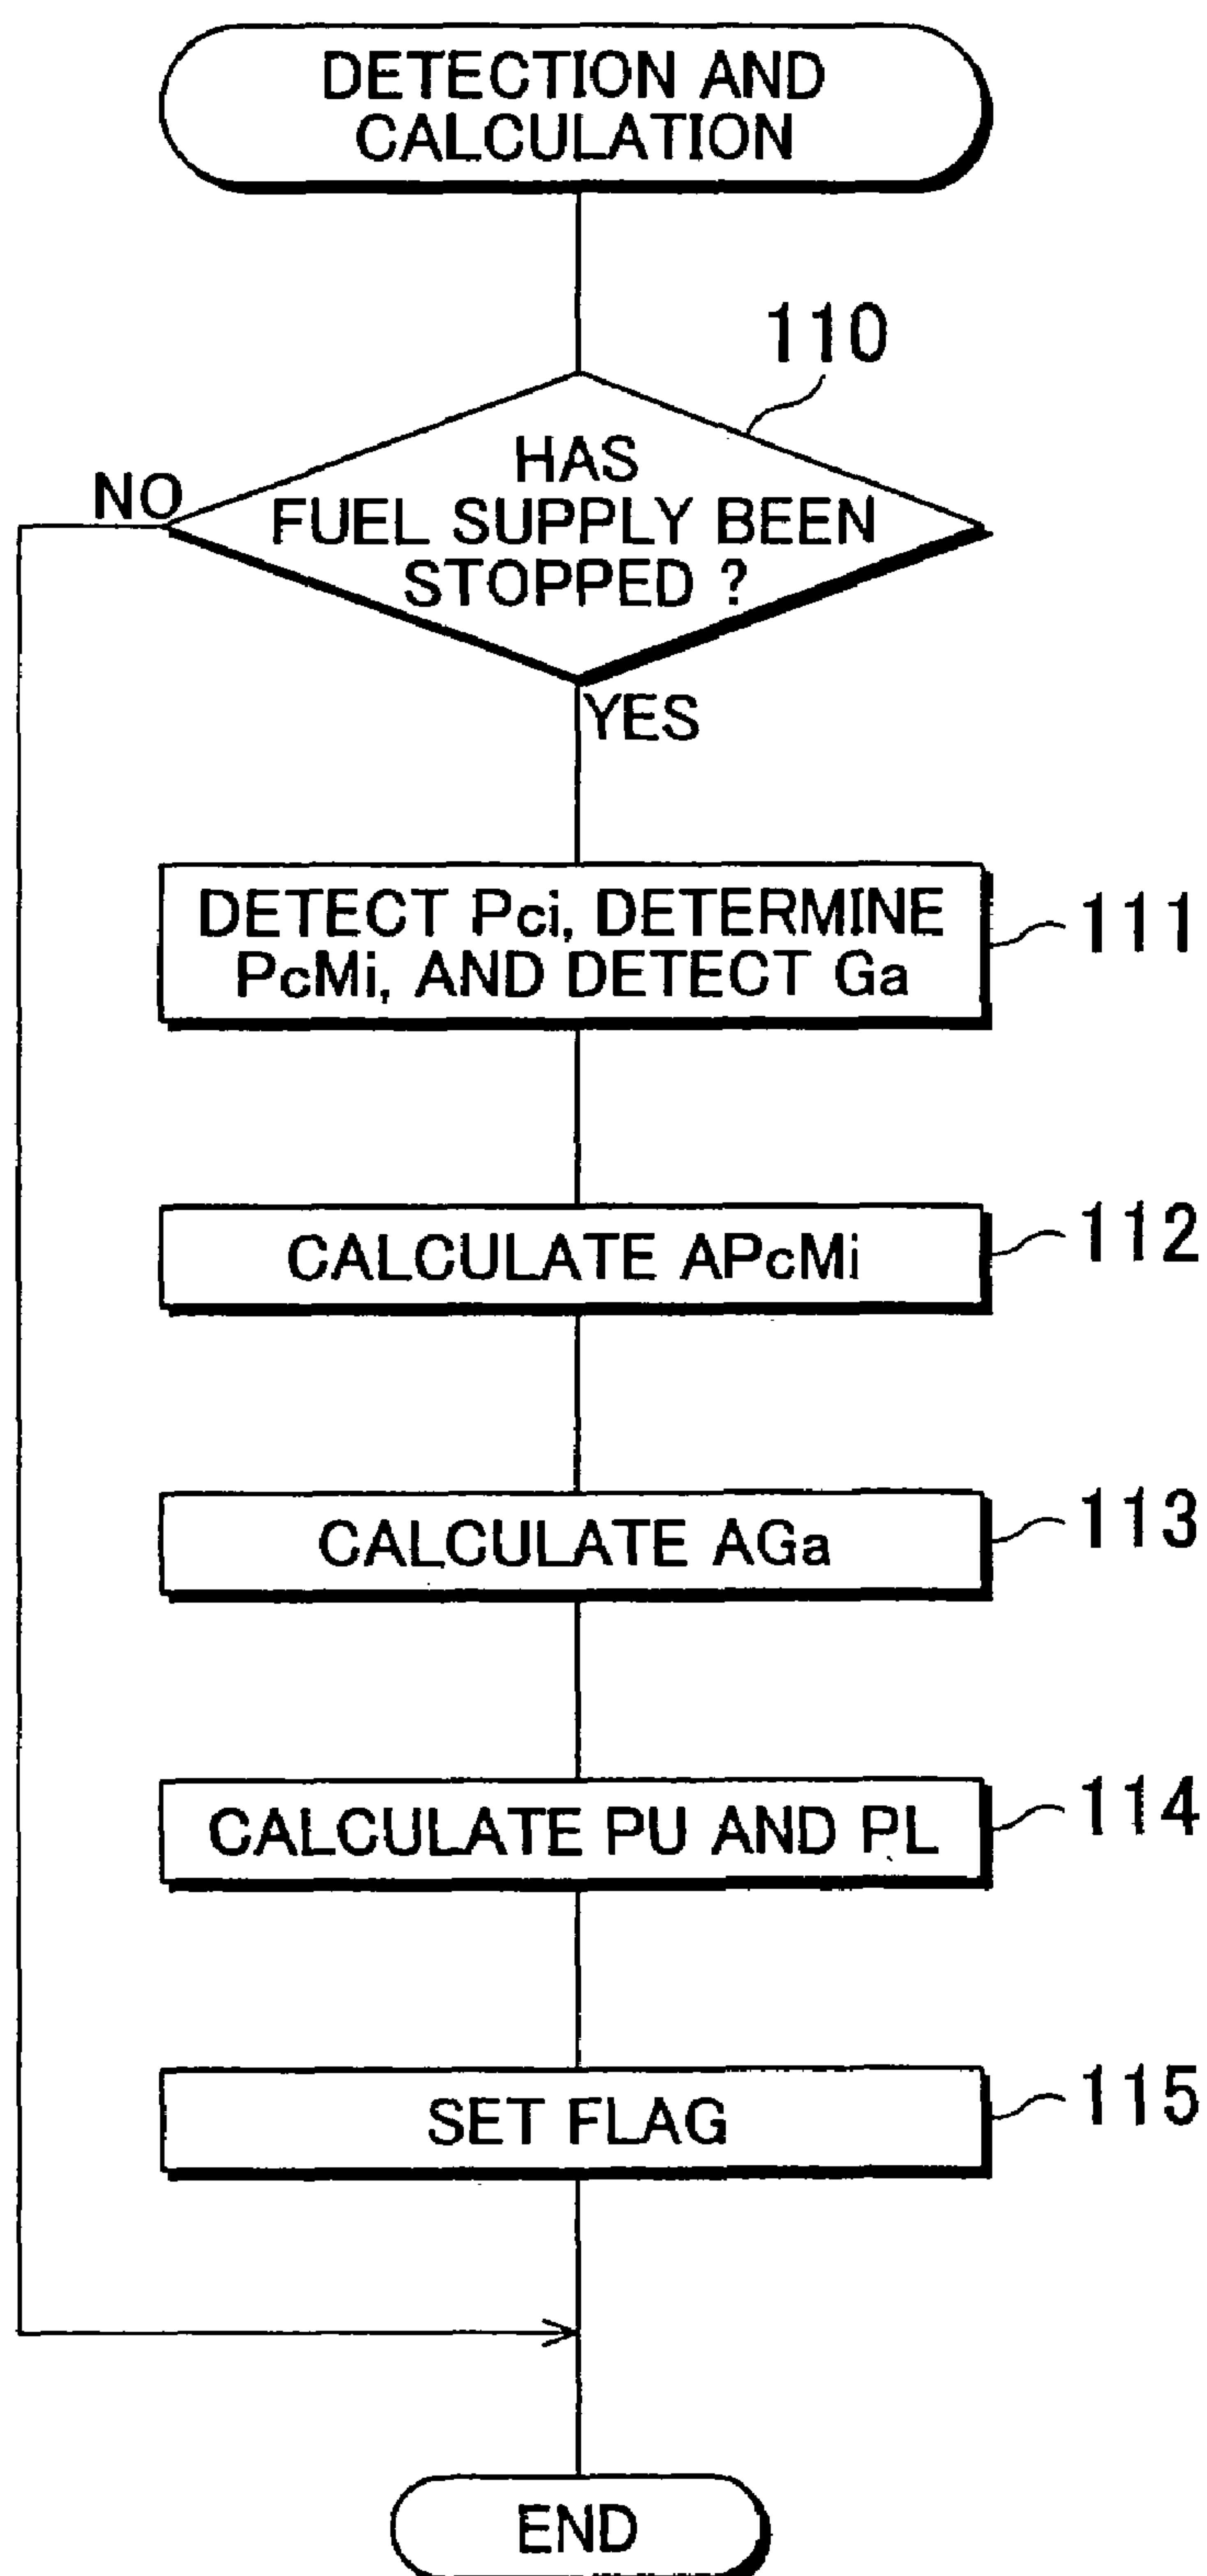 DETECTION AND
CALCULATION
110
HAS
FUEL SUPPLY BEEN
STOPPED ?
NO
YES
DETECT Pci, DETERMINE
PcMi, AND DETECT Ga
111
CALCULATE APcMi
112
CALCULATE AGa
113
CALCULATE PU AND PL
114
SET FLAG
115
END